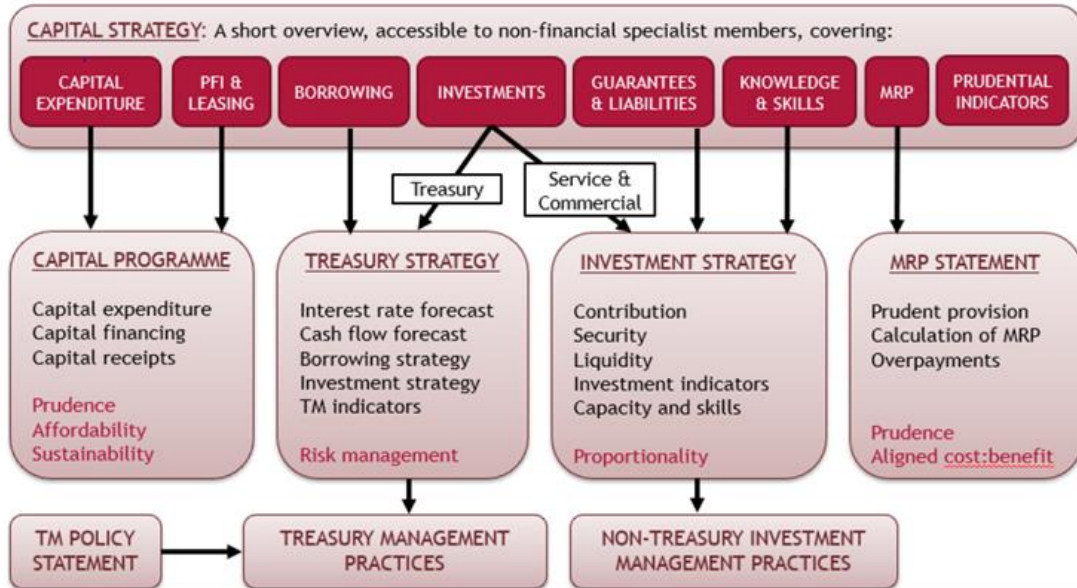 CAPITAL STRATEGY: A short overview, accessible to non-financial specialist members, covering:
CAPITAL
EXPENDITURE
PFI &
LEASING
BORROWING
INVESTMENTS
GUARANTEES
& LIABILITIES
KNOWLEDGE
& SKILLS
MRP
PRUDENTIAL
INDICATORS
Treasury
Service &
Commercial
CAPITAL PROGRAMME
Capital expenditure
Capital financing
Capital receipts
Prudence
Affordability
Sustainability
TREASURY STRATEGY
Interest rate forecast
Cash flow forecast
Borrowing strategy
Investment strategy
TM indicators
Risk management
INVESTMENT STRATEGY
Contribution
Security
Liquidity
Investment indicators
Capacity and skills
Proportionality
MRP STATEMENT
Prudent provision
Calculation of MRP
Overpayments
Prudence
Aligned cost:benefit
TM POLICY
STATEMENT
TREASURY MANAGEMENT
PRACTICES
NON-TREASURY INVESTMENT
MANAGEMENT PRACTICES